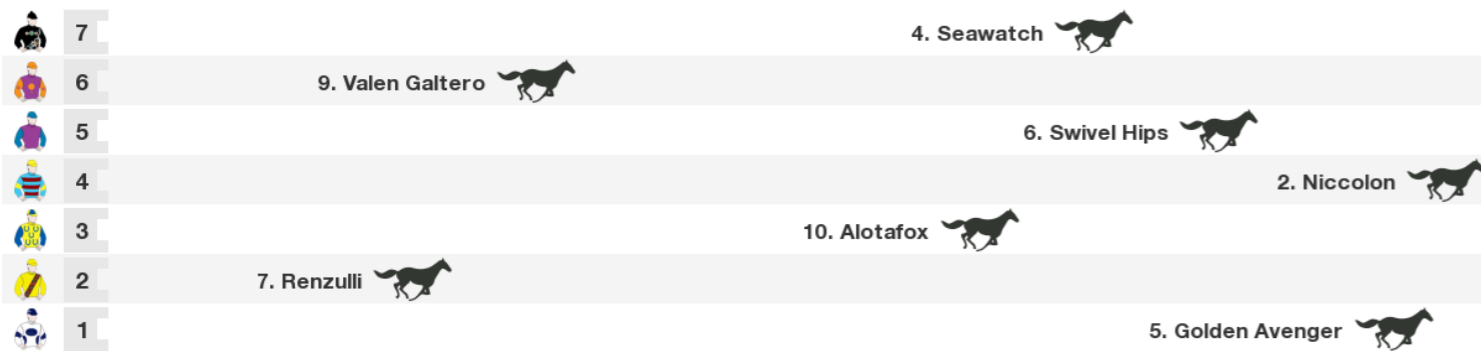 7 4. Seawatch
6 9. Valen Galtero
5 6. Swivel Hips
4 2. Niccolon
3 10. Alotafox
2 7. Renzulli
1 5. Golden Avenger